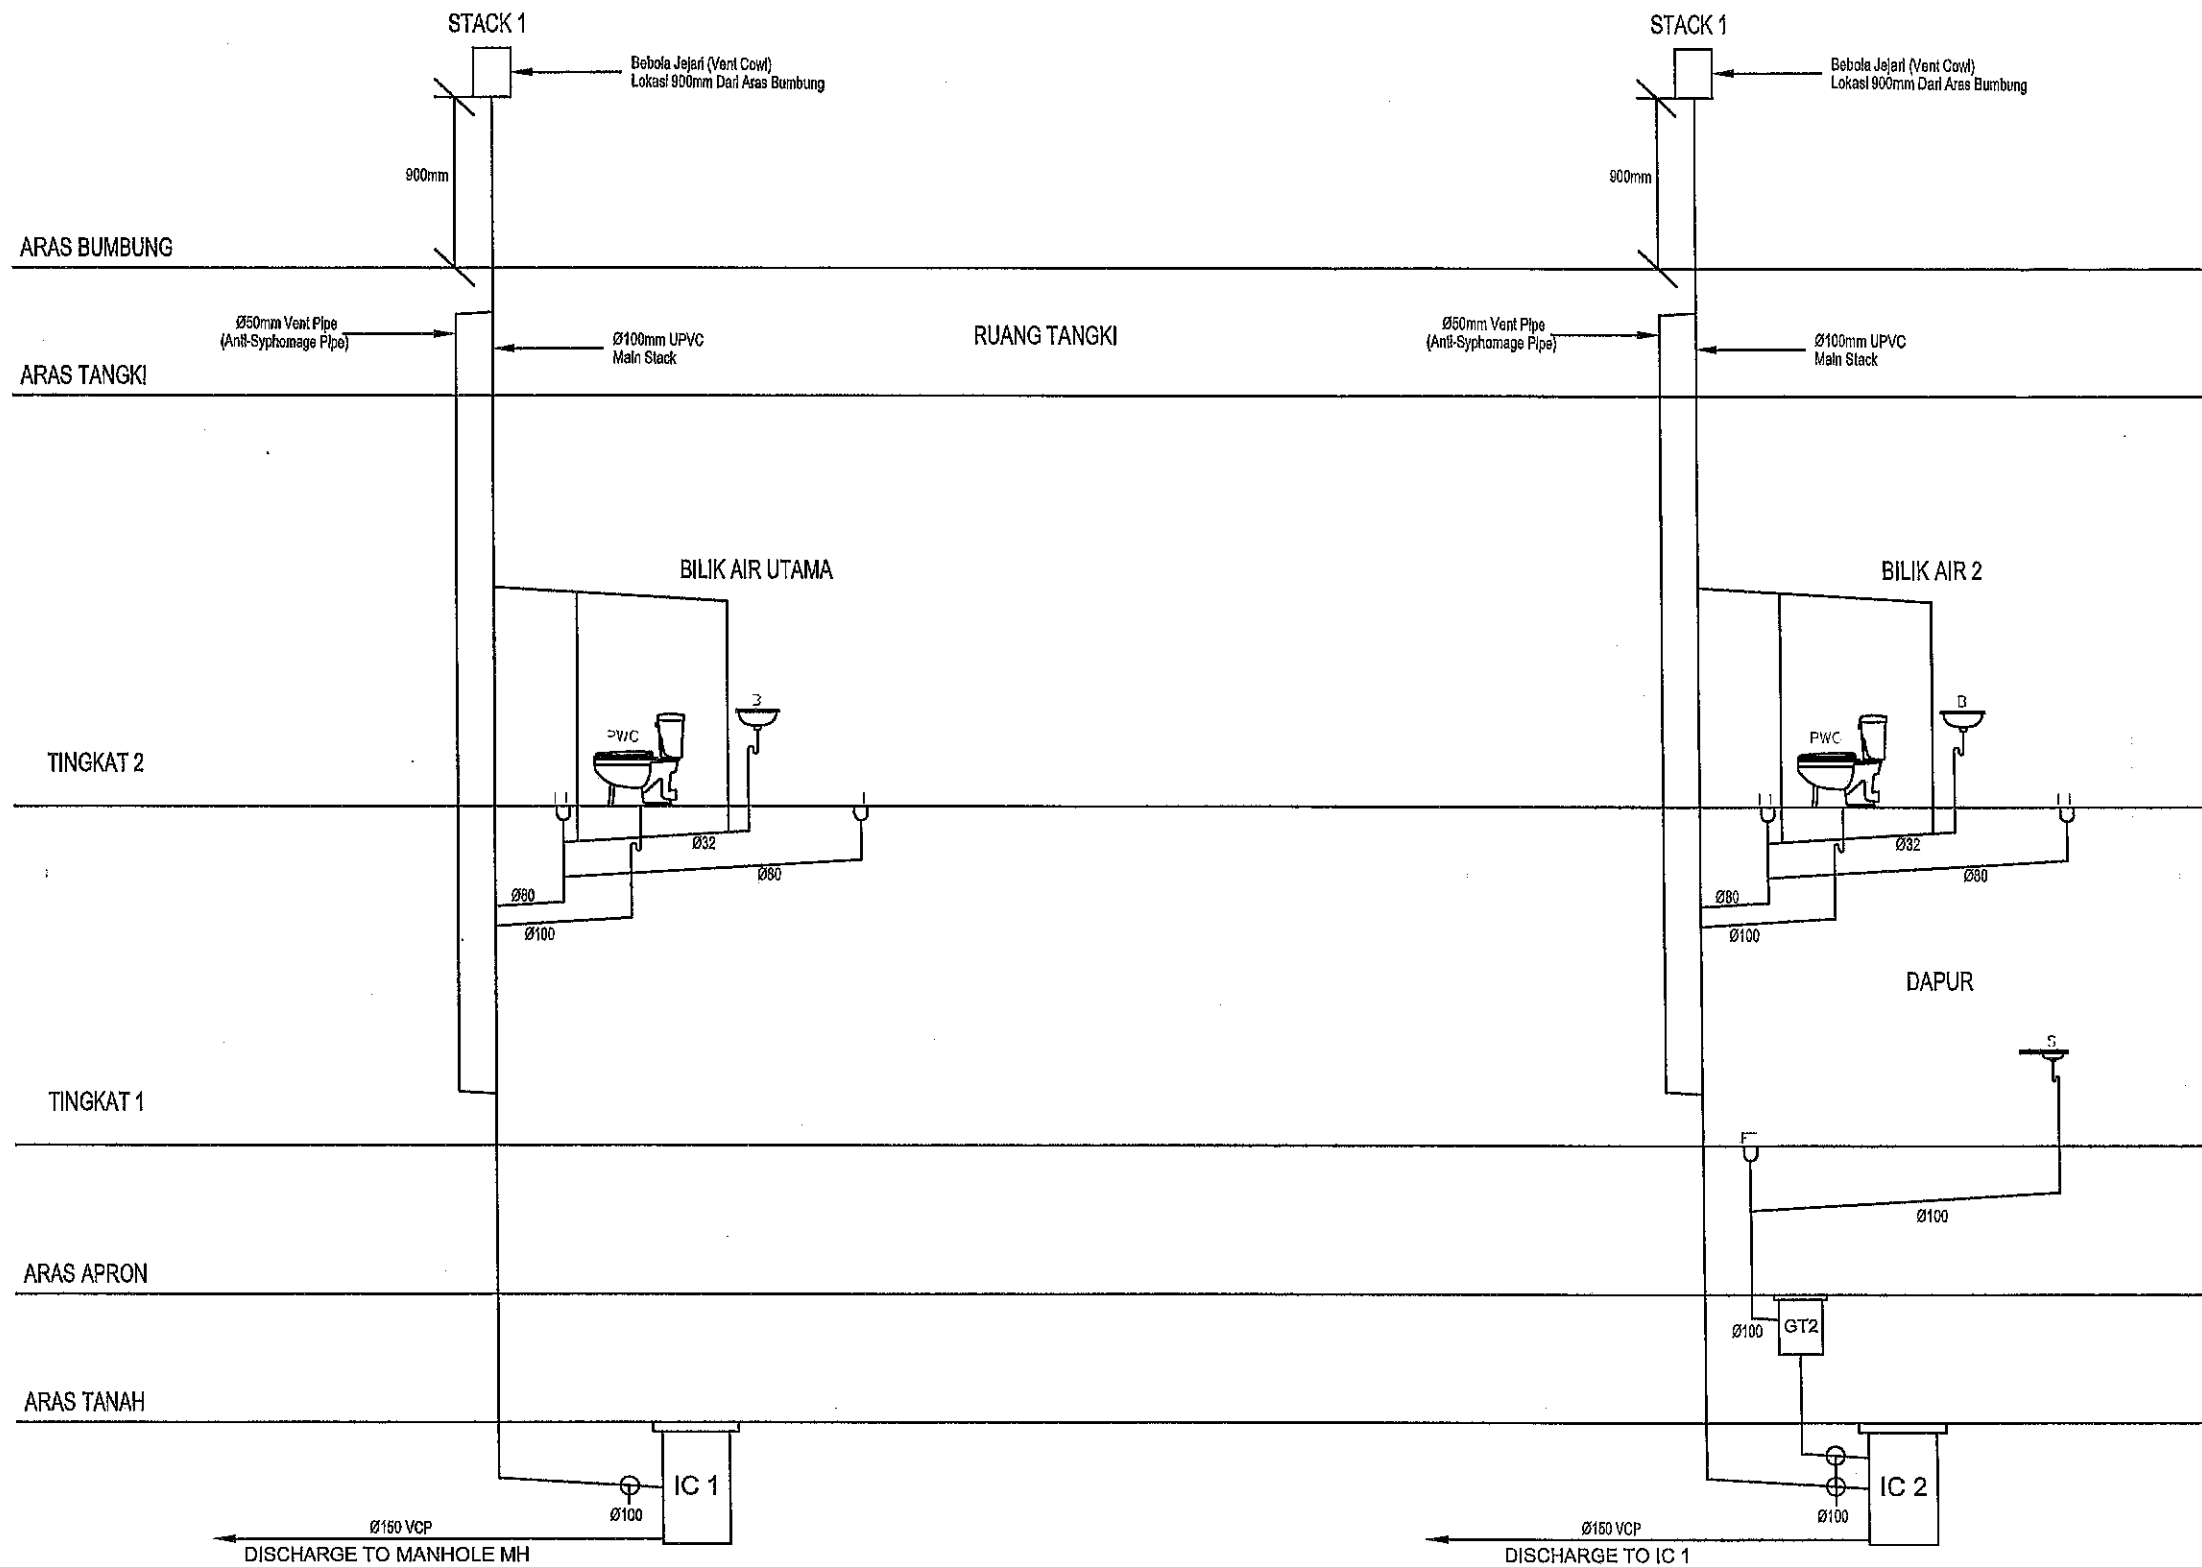 STACK 1
STACK 1
Bebola Jejari (Vent Cowl)
Lokasi 900mm Dari Aras Bumbung
Bebola Jejari (Vent Cowl)
Lokasi 900mm Dari Aras Bumbung
900mm
900mm
ARAS BUMBUNG
Ø50mm Vent Pipe
(Anti-Syphomage Pipe)
Ø100mm UPVC
Main Stack
RUANG TANGKI
Ø50mm Vent Pipe
(Anti-Syphomage Pipe)
Ø100mm UPVC
Main Stack
ARAS TANGKI
BILIK AIR UTAMA
BILIK AIR 2
B
B
PWC
PWC
TINGKAT 2
Ø32
Ø32
Ø80
Ø80
Ø80
Ø80
Ø100
Ø100
DAPUR
S
TINGKAT 1
Ø100
ARAS APRON
Ø100
GT2
ARAS TANAH
IC 1
IC 2
Ø100
Ø100
Ø150 VCP
DISCHARGE TO MANHOLE MH
Ø150 VCP
DISCHARGE TO IC 1